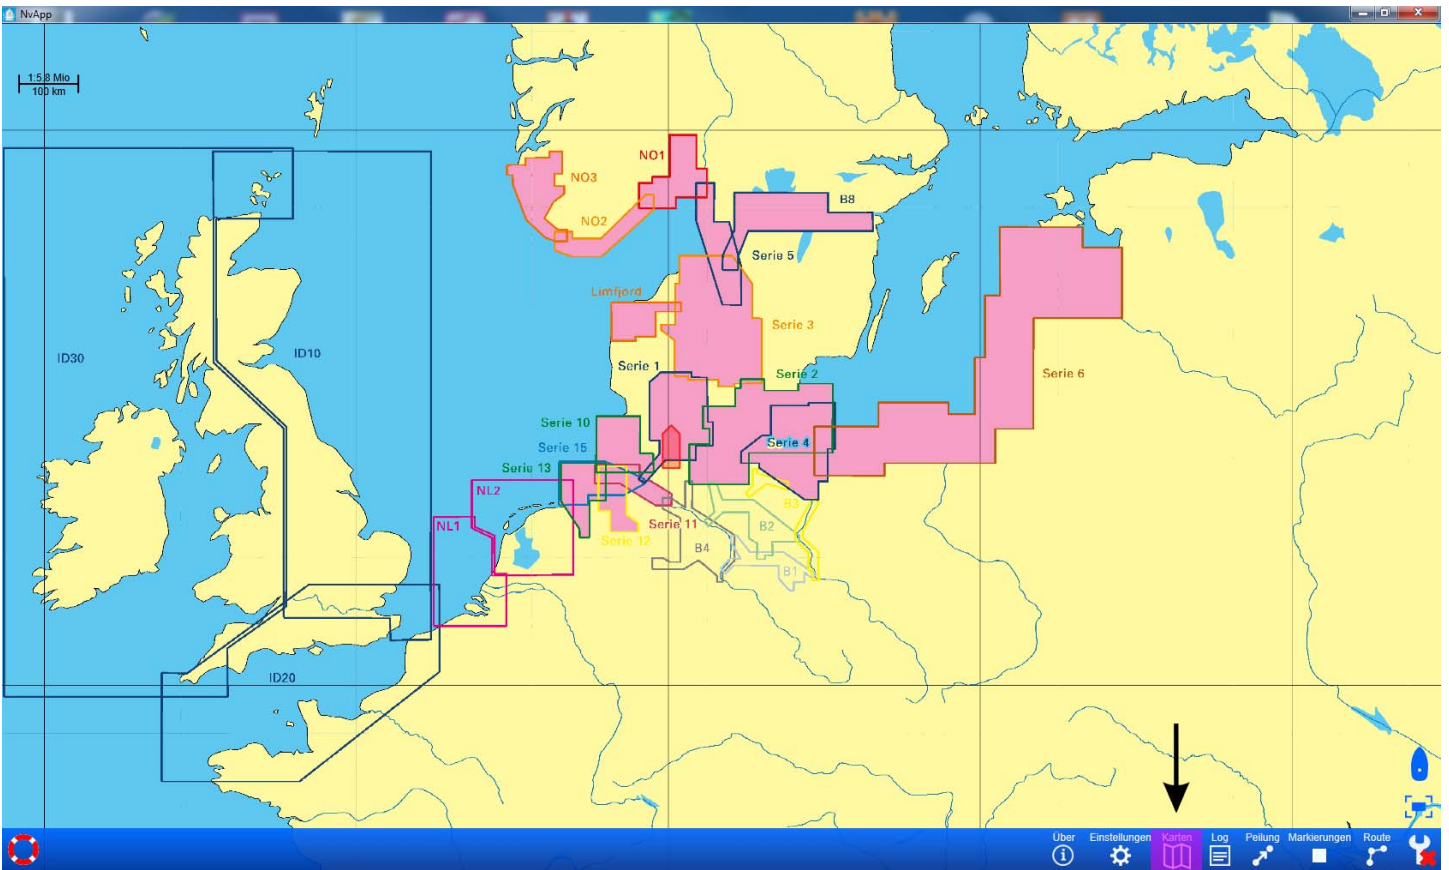 NvApp
1:5,8 Mio
100 km
NO1
NO3
NO2
B8
Serie 5
Limfjord
Serie 3
ID30
ID10
Serie 1
Serie 2
Serie 6
Serie 10
Serie 15
Serie 4
Serie 13
NL2
NL1
B3
Serie 11
B2
Serie 12
B4
B1
ID20
Über
Einstellungen
Karten
Log
Peilung
Markierungen
Route